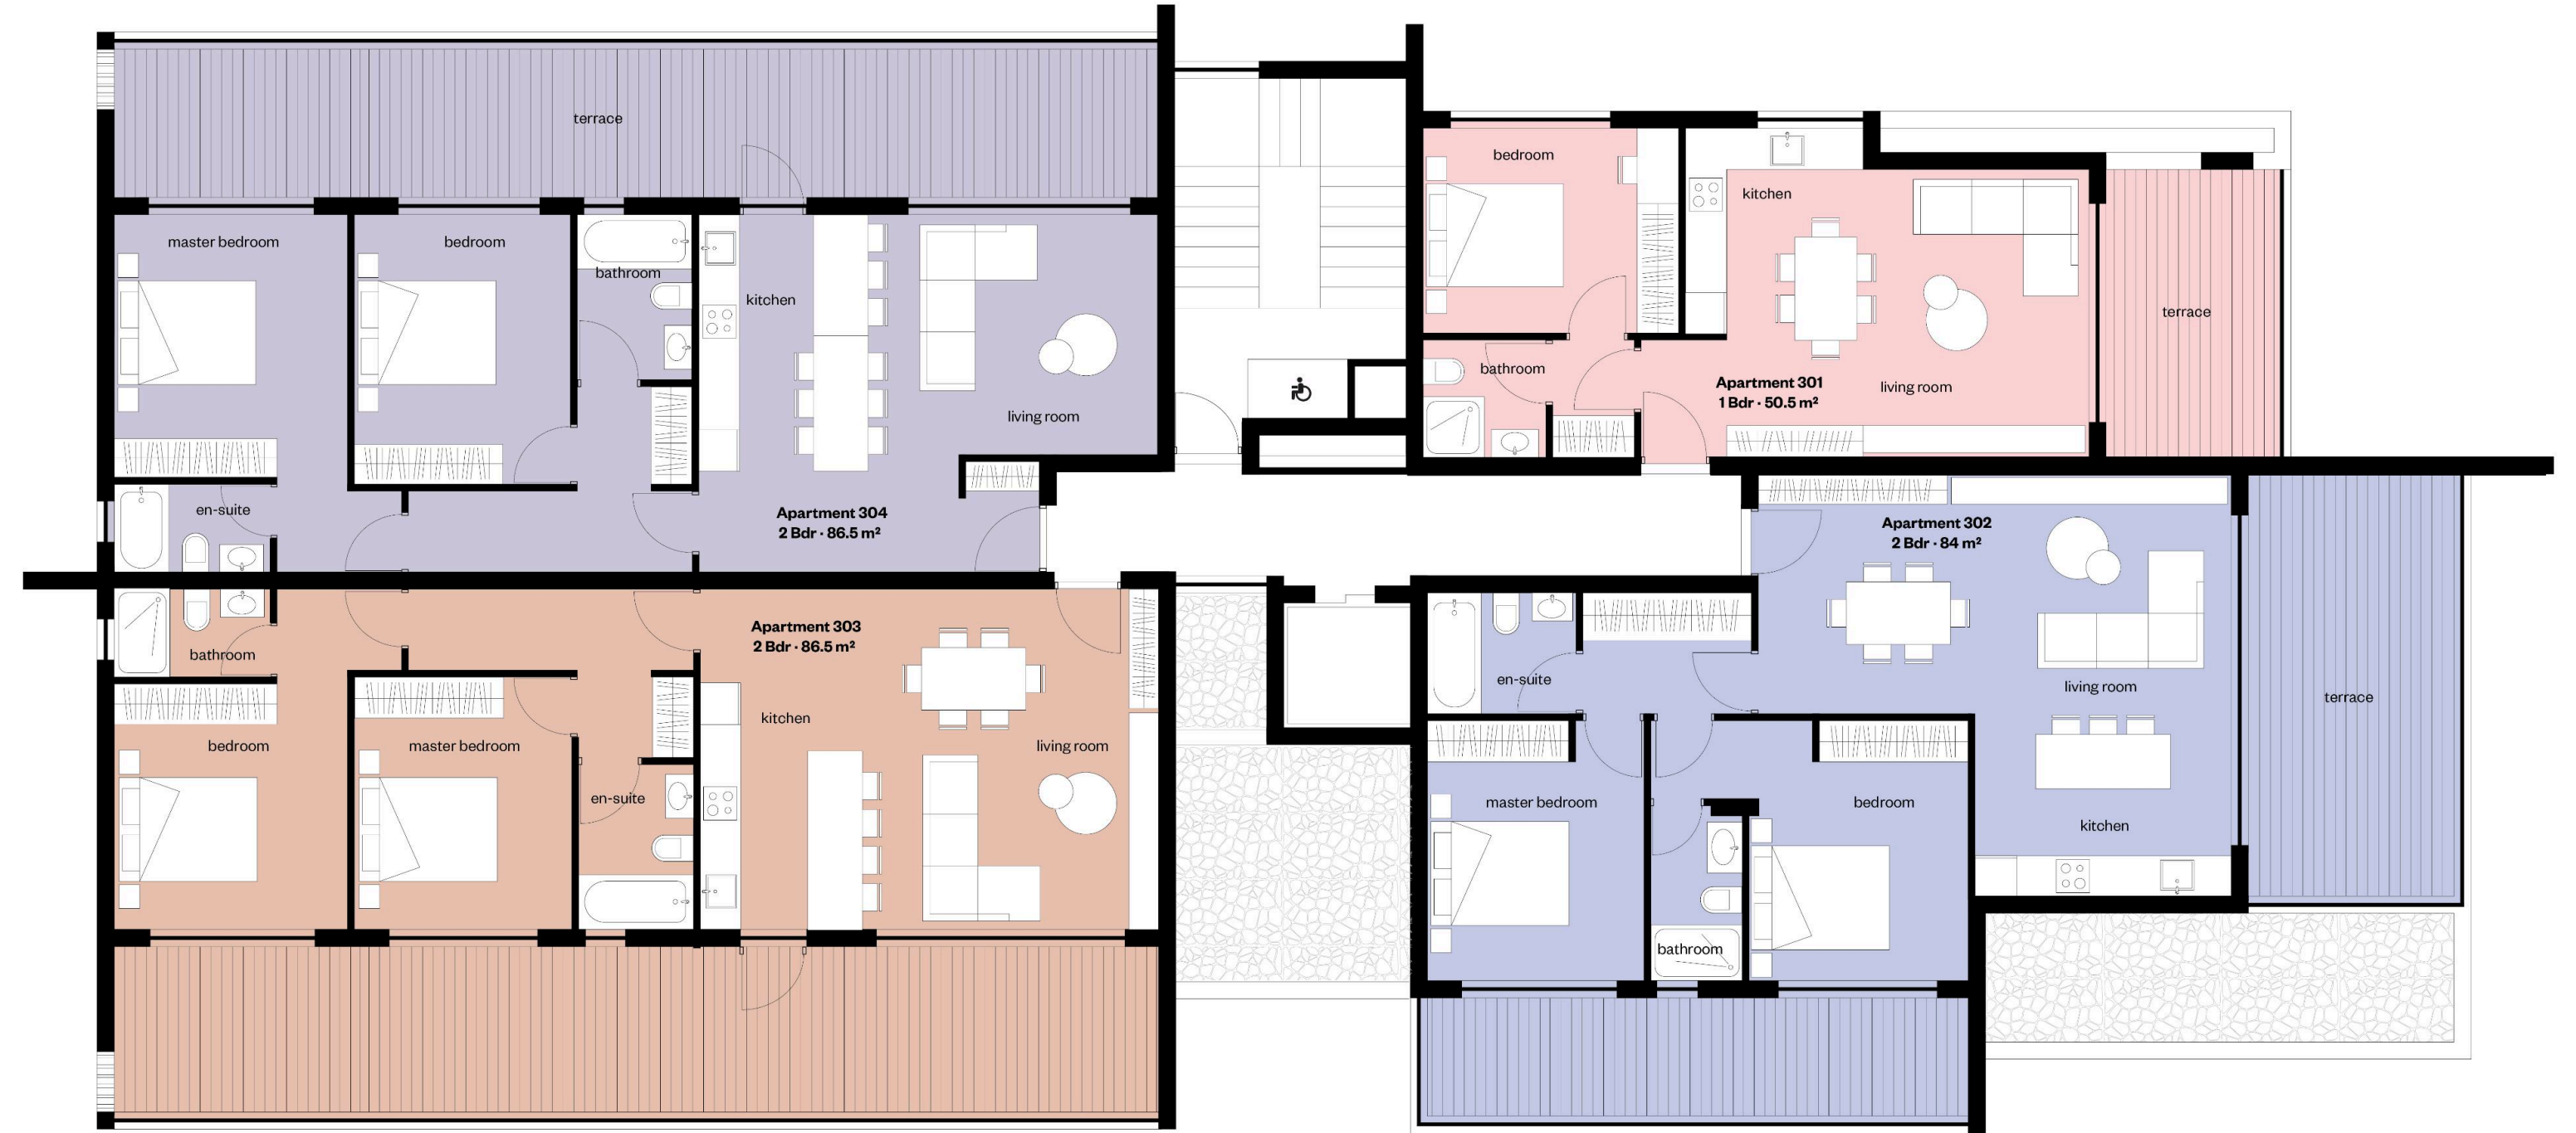 terrace
master bedroom
bedroom
bathroom
kitchen
living room
en-suite
Apartment 304
2 Bdr · 86.5 m²
bedroom
kitchen
bathroom
Apartment 301
1 Bdr · 50.5 m²
living room
terrace
Apartment 303
2 Bdr · 86.5 m²
bathroom
kitchen
bedroom
master bedroom
living room
en-suite
Apartment 302
2 Bdr · 84 m²
en-suite
living room
terrace
master bedroom
bedroom
kitchen
bathroom